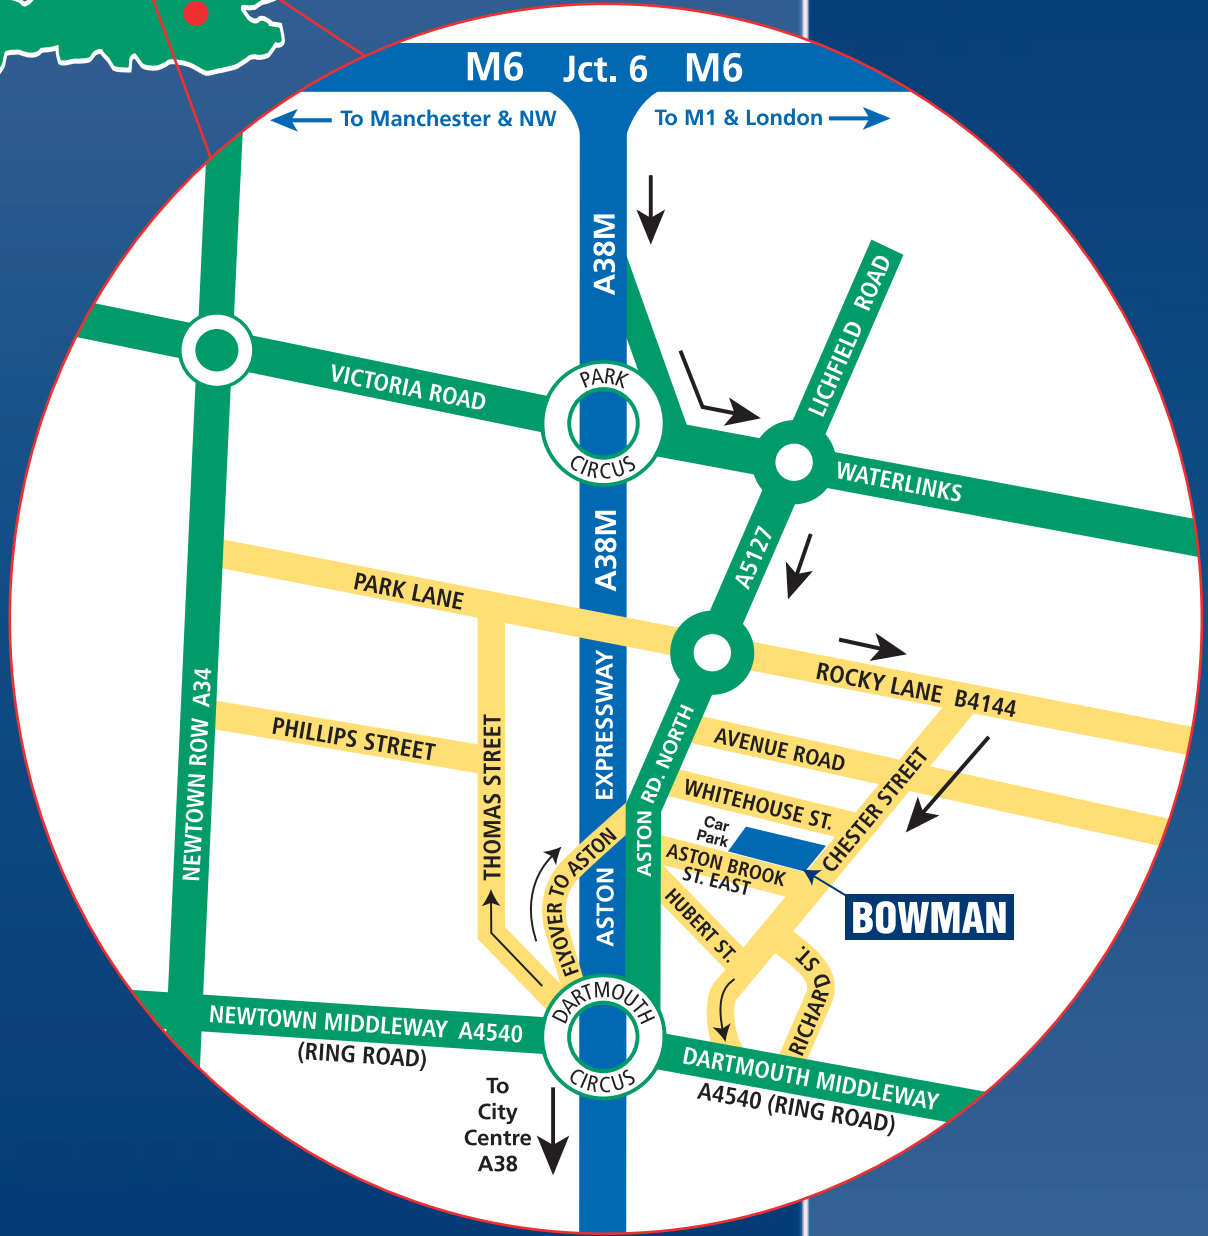 M6 Jct. 6 M6
To Manchester & NW
To M1 & London
A38M
LICHFIELD ROAD
VICTORIA ROAD
PARK
CIRCUS
WATERLINKS
A38M
A5127
PARK LANE
ROCKY LANE B4144
NEWTOWN ROW A34
PHILLIPS STREET
THOMAS STREET
ASTON EXPRESSWAY
ASTON RD. NORTH
AVENUE ROAD
WHITEHOUSE ST.
CHESTER STREET
Car
Park
ASTON BROOK
ST. EAST
FLYOVER TO ASTON
HUBERT ST.
BOWMAN
RICHARD ST.
DARTMOUTH
CIRCUS
NEWTOWN MIDDLEWAY A4540
(RING ROAD)
DARTMOUTH MIDDLEWAY
A4540 (RING ROAD)
To
City
Centre
A38